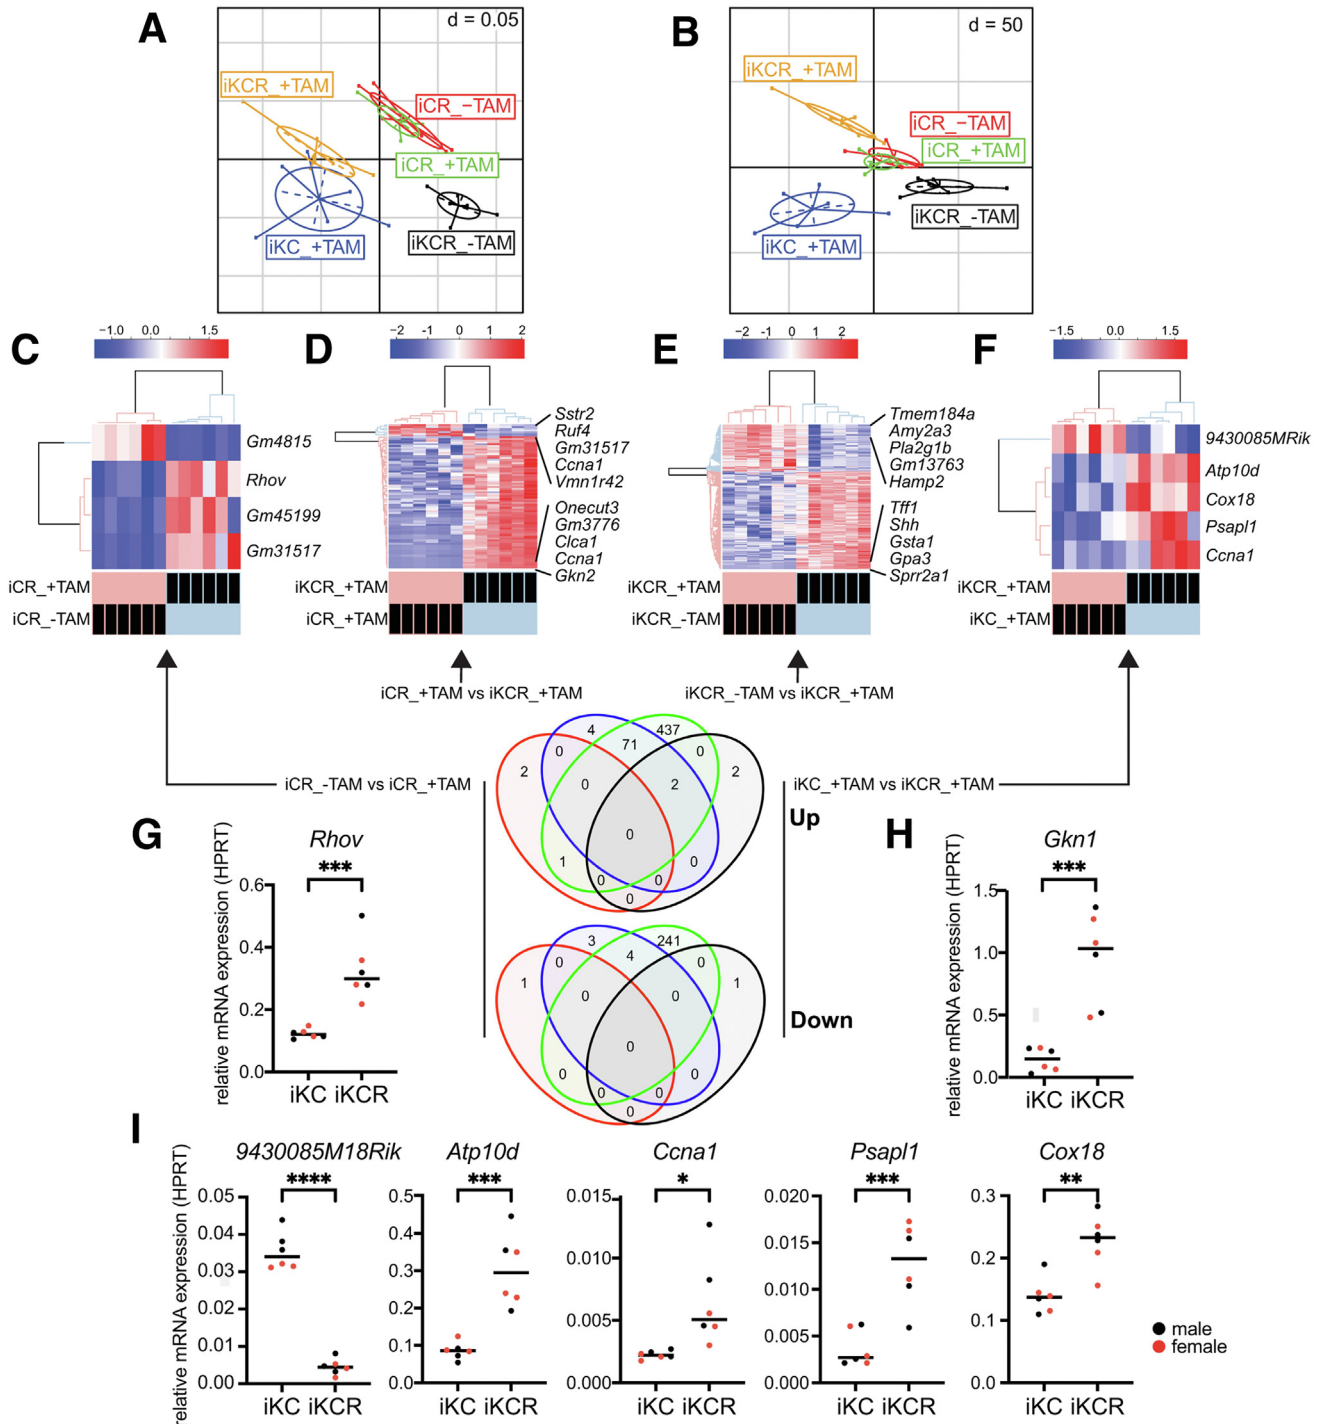 A
d = 0.05
iKCR_+TAM
iCR_−TAM
iCR_+TAM
iKC_+TAM
iKCR_-TAM
B
d = 50
iKCR_+TAM
iCR_−TAM
iCR_+TAM
iKCR_-TAM
iKC_+TAM
C
−1.0 0.0 1.5
Gm4815
Rhov
Gm45199
Gm31517
iCR_+TAM
iCR_-TAM
D
-2 -1 0 1 2
Sstr2
Ruf4
Gm31517
Ccna1
Vmn1r42
Onecut3
Gm3776
Clca1
Ccna1
Gkn2
iKCR_+TAM
iCR_+TAM
E
−2 -1 0 1 2
Tmem184a
Amy2a3
Pla2g1b
Gm13763
Hamp2
Tff1
Shh
Gsta1
Gpa3
Sprr2a1
iKCR_+TAM
iKCR_-TAM
F
−1.5 0.0 1.5
9430085MRik
Atp10d
Cox18
Psapl1
Ccna1
iKCR_+TAM
iKC_+TAM
iCR_+TAM vs iKCR_+TAM
iKCR_-TAM vs iKCR_+TAM
iCR_-TAM vs iCR_+TAM
iKC_+TAM vs iKCR_+TAM
4 437
0 71 0
2 0 2 2
0
1 0
0 0
0
Up
3 241
0 4 0
1 0 0 1
0
0 0
0 0
0
Down
G
Rhov
***
relative mRNA expression (HPRT)
0.6
0.4
0.2
0.0
iKC iKCR
H
Gkn1
***
relative mRNA expression (HPRT)
1.5
1.0
0.5
0.0
iKC iKCR
I
relative mRNA expression (HPRT)
9430085M18Rik
****
0.05
0.04
0.03
0.02
0.01
0.00
iKC iKCR
Atp10d
***
0.5
0.4
0.3
0.2
0.1
0.0
iKC iKCR
Ccna1
*
0.015
0.010
0.005
0.000
iKC iKCR
Psapl1
***
0.020
0.015
0.010
0.005
0.000
iKC iKCR
Cox18
**
0.3
0.2
0.1
0.0
iKC iKCR
male
female